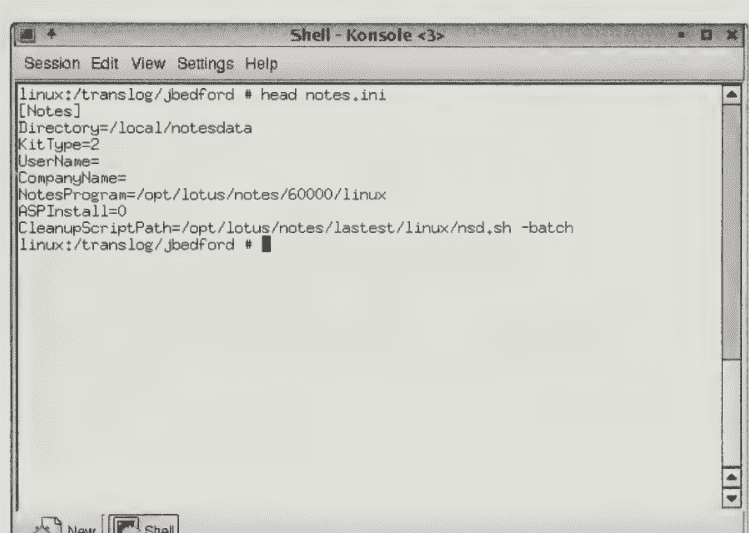 Shell - Konsole <3>
Session Edit View Settings Help
linux:/translog/jbedford # head notes.ini
[Notes]
Directory=/local/notesdata
KitType=2
UserName=
CompanyName=
NotesProgram=/opt/lotus/notes/60000/linux
ASPInstall=0
CleanupScriptPath=/opt/lotus/notes/lastest/linux/nsd.sh -batch
linux:/translog/jbedford #
New Shell